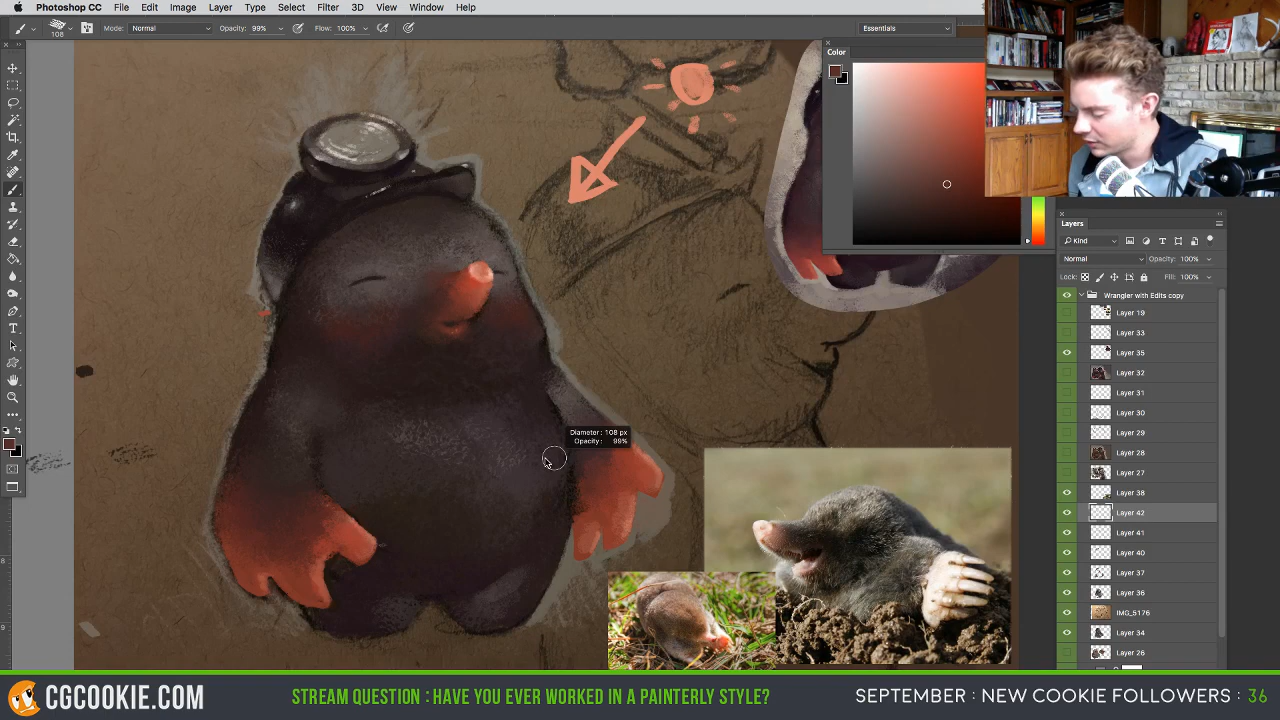 Photoshop CC File Edit Image Layer Type Select Filter 3D View Window Help
108 Mode: Normal Opacity: 99% Flow: 100% Essentials
Color
Diameter: 108 px
Opacity: 99%
Layers
Kind
Normal Opacity: 100%
Lock: Fill: 100%
Wrangler with Edits copy
Layer 19
Layer 33
Layer 35
Layer 32
Layer 31
Layer 30
Layer 29
Layer 28
Layer 27
Layer 38
Layer 42
Layer 41
Layer 40
Layer 37
Layer 36
IMG_5176
Layer 34
Layer 26
8
9
CGCOOKIE.COM STREAM QUESTION : HAVE YOU EVER WORKED IN A PAINTERLY STYLE? SEPTEMBER : NEW COOKIE FOLLOWERS : 36